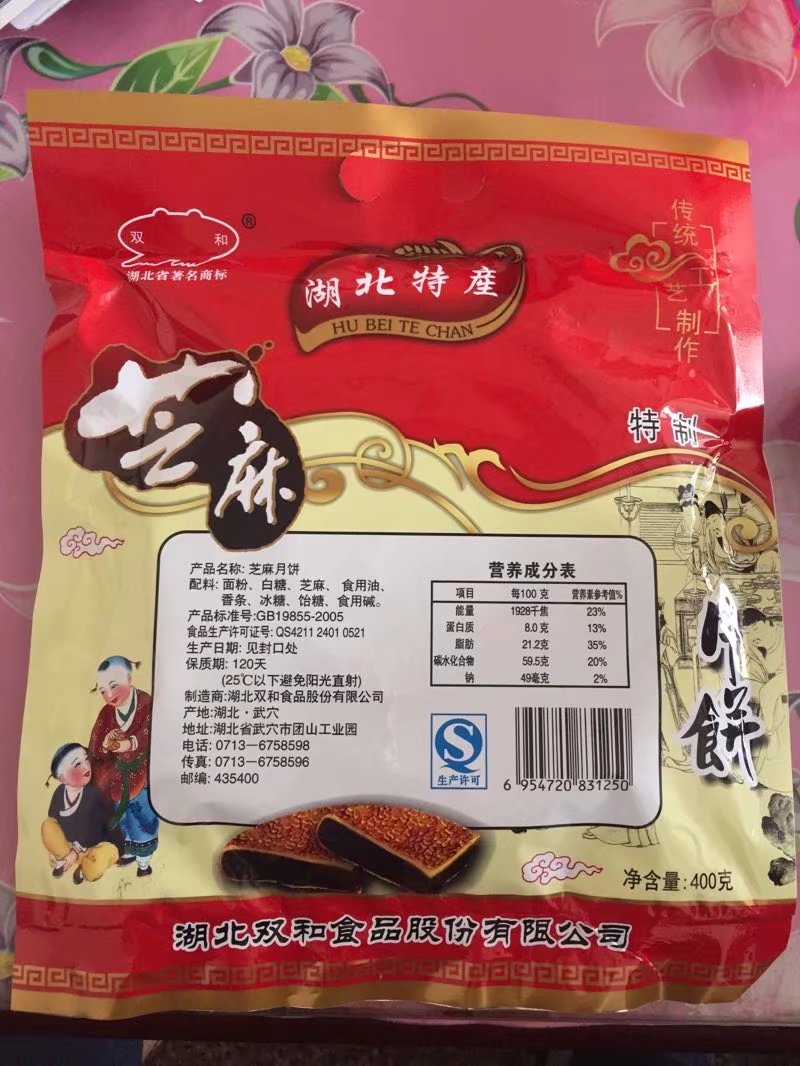 双 和
®
湖北省著名商标
湖北特産
HU BEI TE CHAN
传统工艺制作
芝麻
特制
月餅
产品名称: 芝麻月饼
配料: 面粉、白糖、芝麻、食用油、
香条、冰糖、饴糖、食用碱。
产品标准号:GB19855-2005
食品生产许可证号: QS4211 2401 0521
生产日期: 见封口处
保质期: 120天
(25℃以下避免阳光直射)
制造商:湖北双和食品股份有限公司
产地:湖北·武穴
地址:湖北省武穴市团山工业园
电话: 0713—6758598
传真: 0713—6758596
邮编: 435400
营养成分表
项目 每100 克 营养素参考值%
能量 1928千焦 23%
蛋白质 8.0 克 13%
脂肪 21.2克 35%
碳水化合物 59.5克 20%
钠 49毫克 2%
S
生产许可
6 954720 831250
净含量: 400克
湖北双和食品股份有限公司